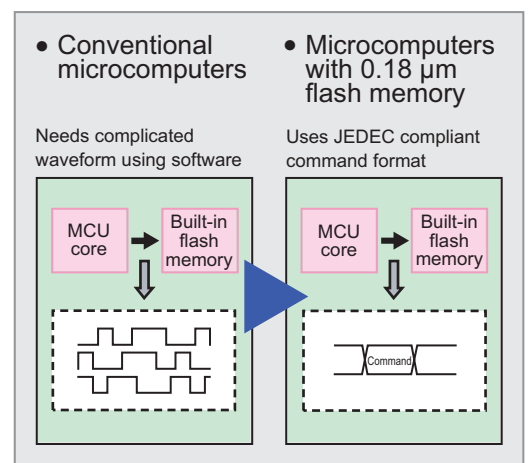 • Conventional
microcomputers
Needs complicated
waveform using software
MCU
core
Built-in
flash
memory
• Microcomputers
with 0.18 µm
flash memory
Uses JEDEC compliant
command format
MCU
core
Built-in
flash
memory
Command